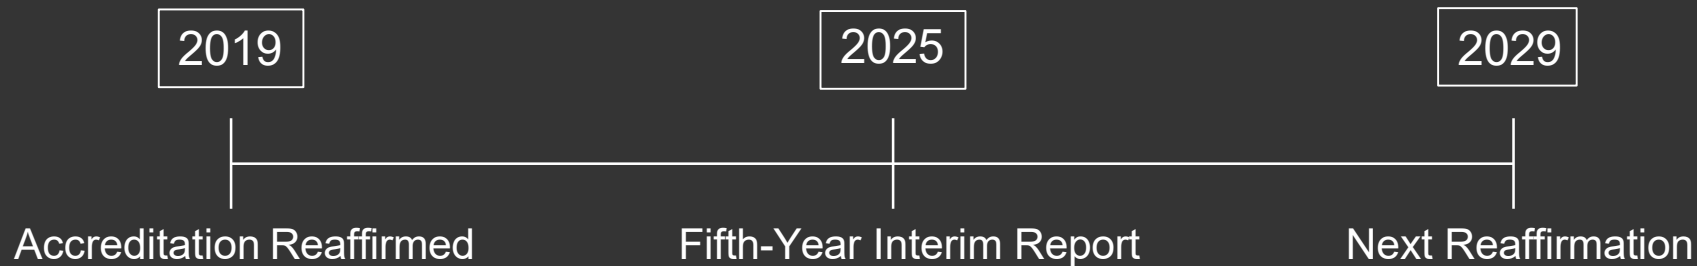 2019
2025
2029
Accreditation Reaffirmed
Fifth-Year Interim Report
Next Reaffirmation